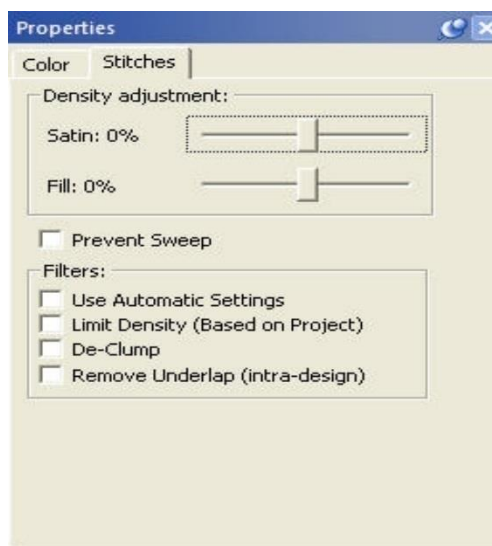 Properties
Color Stitches
Density adjustment:
Satin: 0%
Fill: 0%
Prevent Sweep
Filters:
Use Automatic Settings
Limit Density (Based on Project)
De-Clump
Remove Underlap (intra-design)